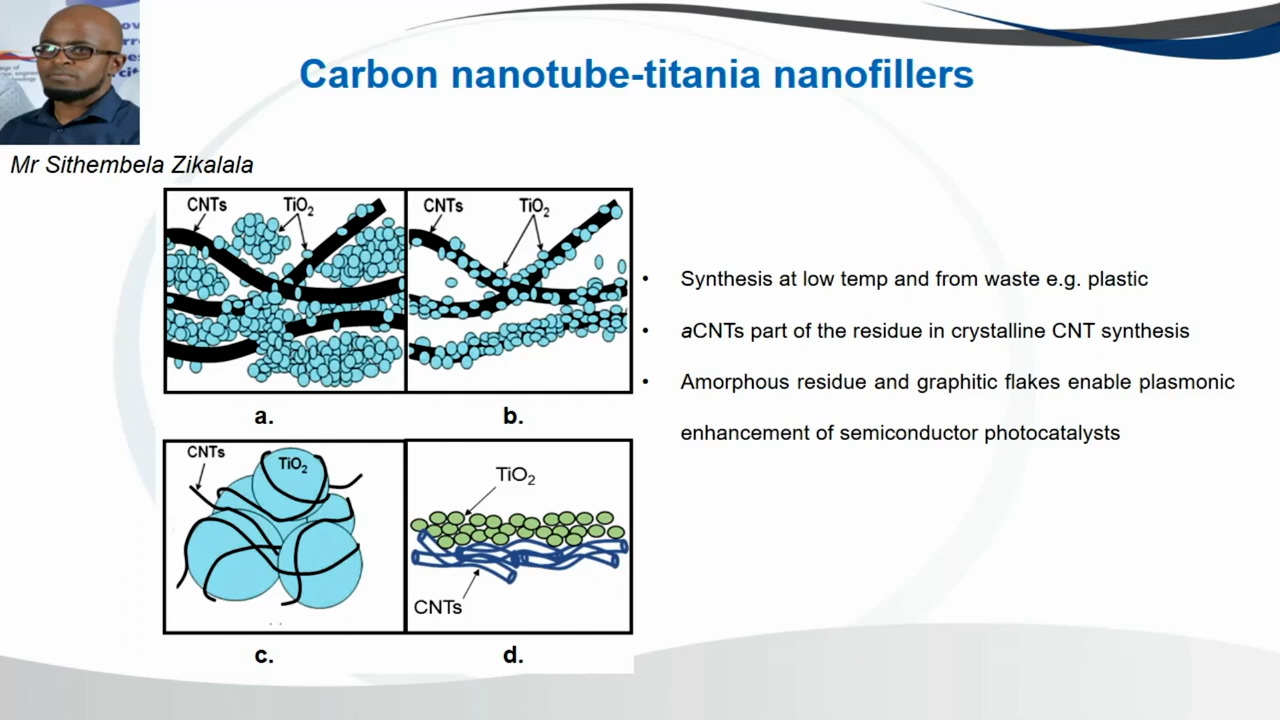 Carbon nanotube-titania nanofillers
Mr Sithembela Zikalala
CNTs TiO2
CNTs TiO2
a.
b.
CNTs
TiO2
TiO2
CNTs
c.
d.
• Synthesis at low temp and from waste e.g. plastic
• aCNTs part of the residue in crystalline CNT synthesis
• Amorphous residue and graphitic flakes enable plasmonic
enhancement of semiconductor photocatalysts